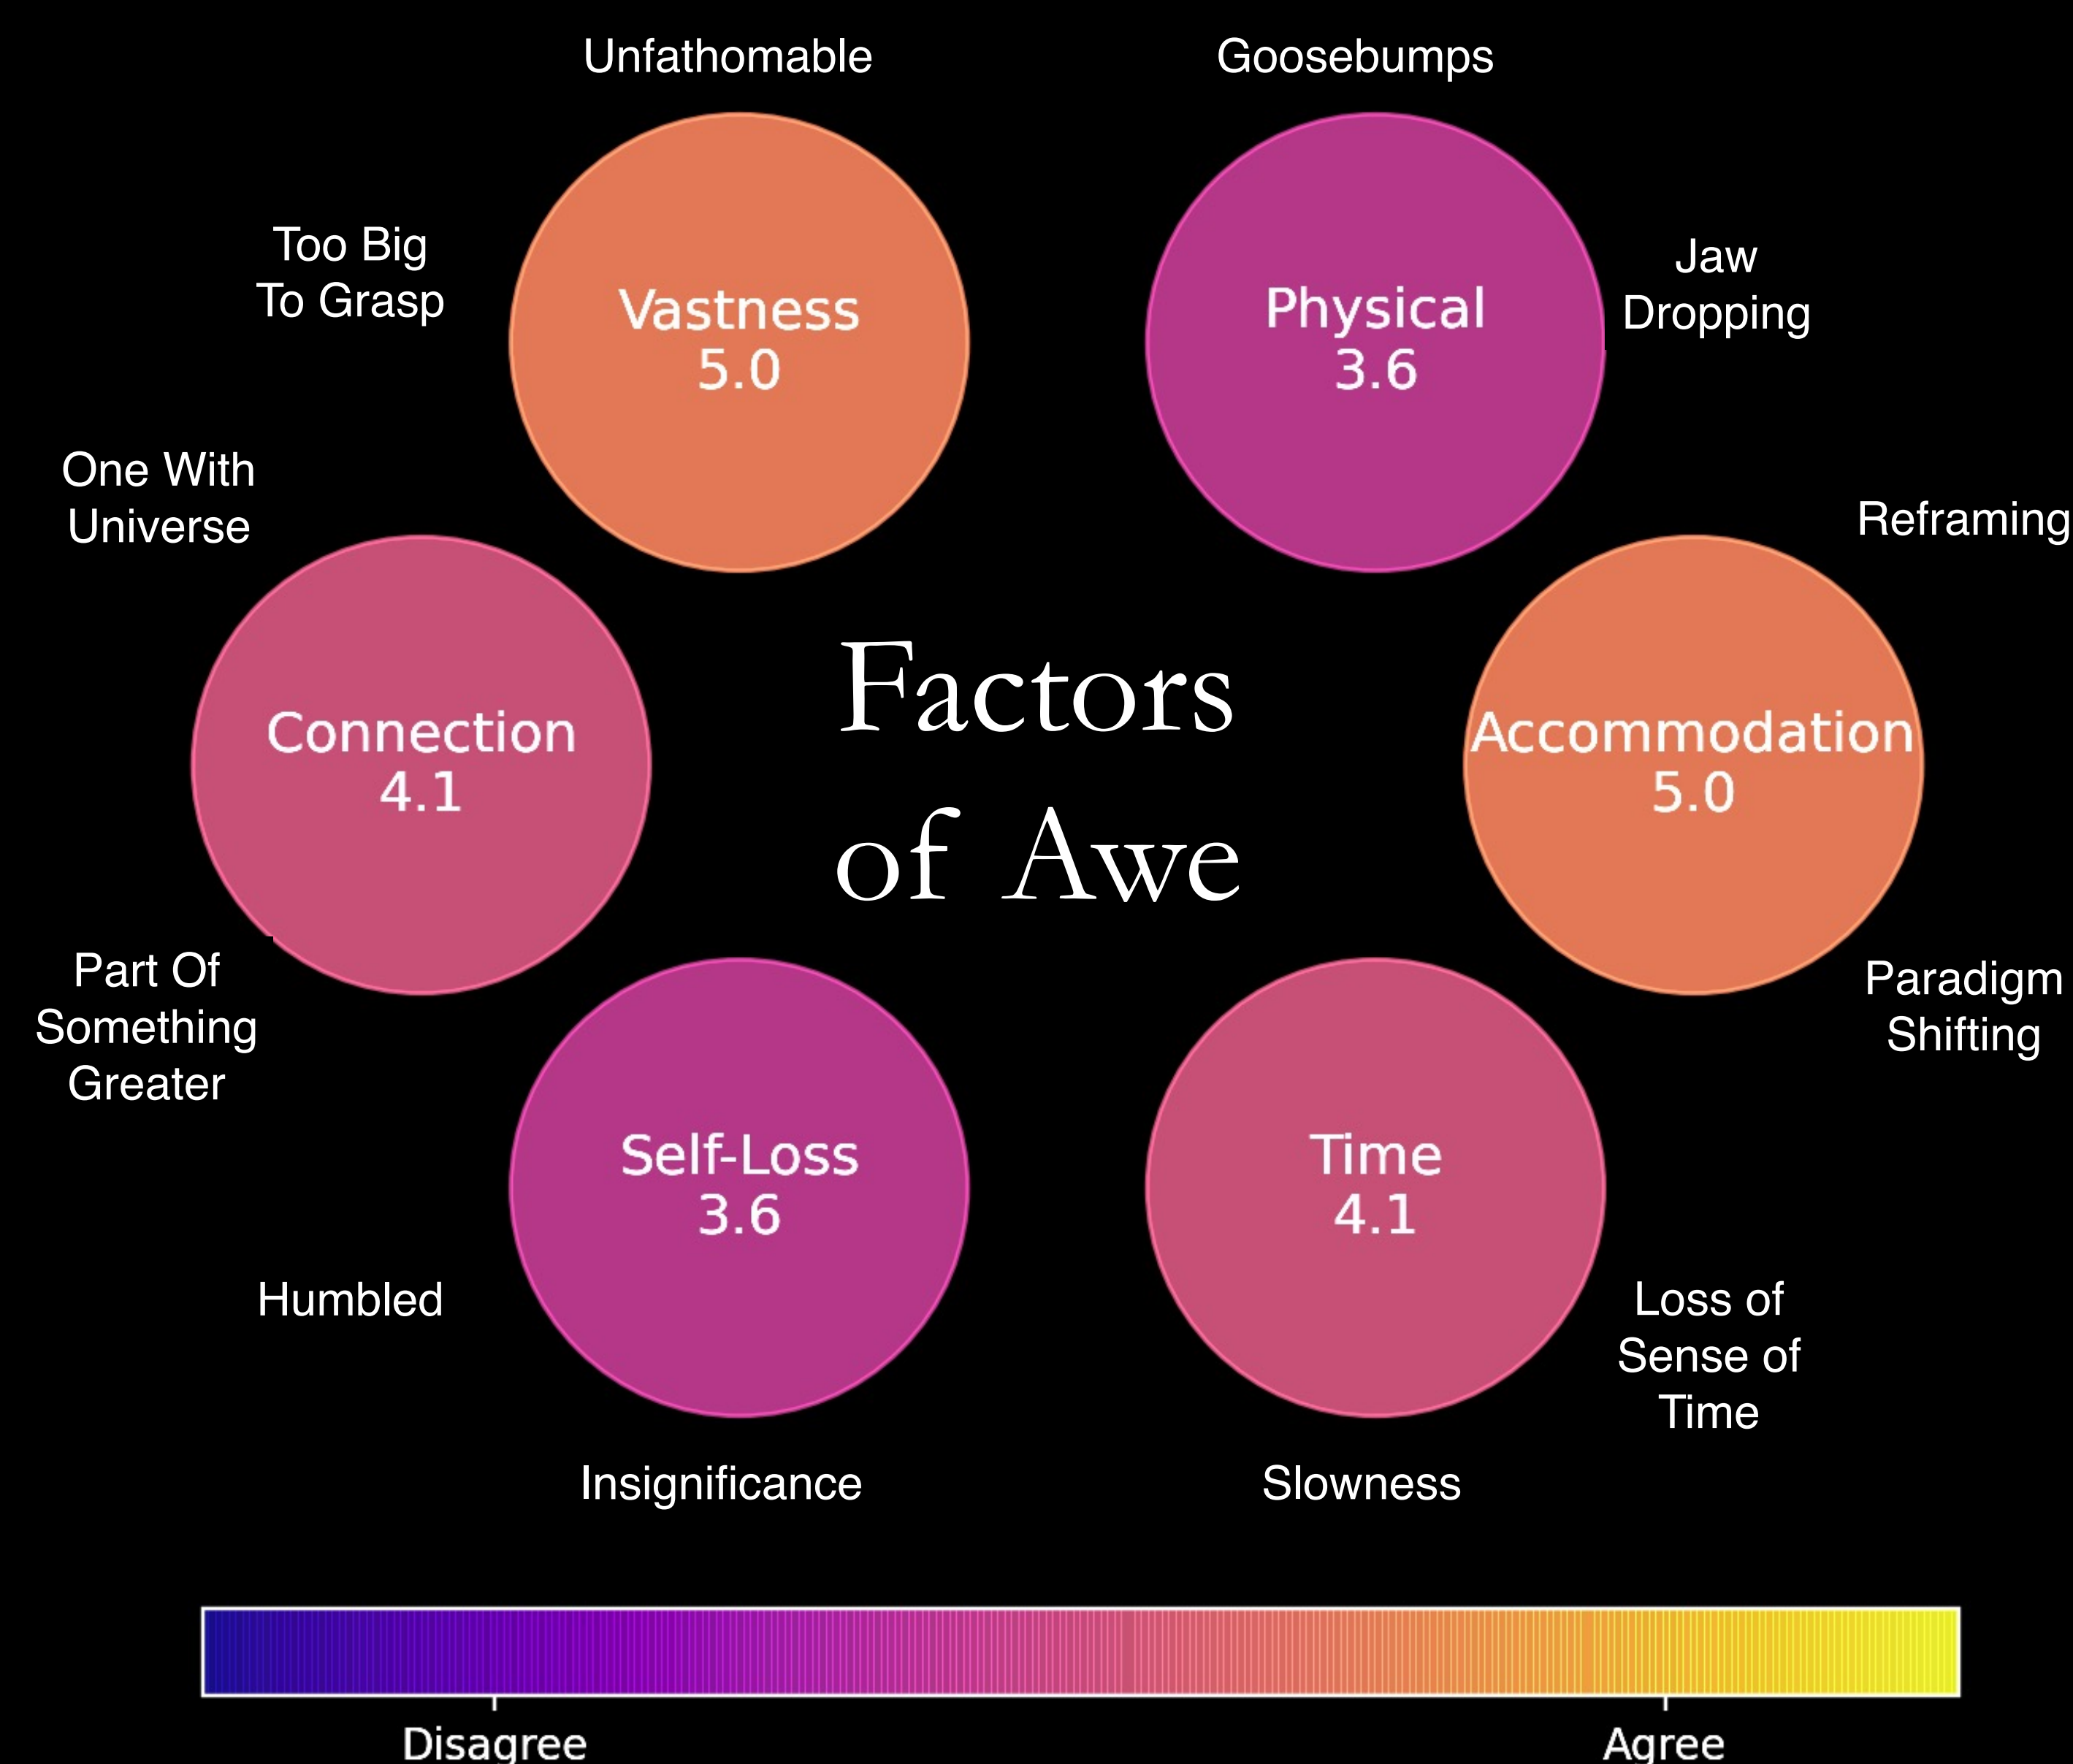 Unfathomable
Goosebumps
Too Big
To Grasp
Jaw
Dropping
Vastness
5.0
Physical
3.6
One With
Universe
Reframing
Connection
4.1
Factors
of Awe
Accommodation
5.0
Part Of
Something
Greater
Paradigm
Shifting
Self-Loss
3.6
Time
4.1
Humbled
Loss of
Sense of
Time
Insignificance
Slowness
Disagree
Agree